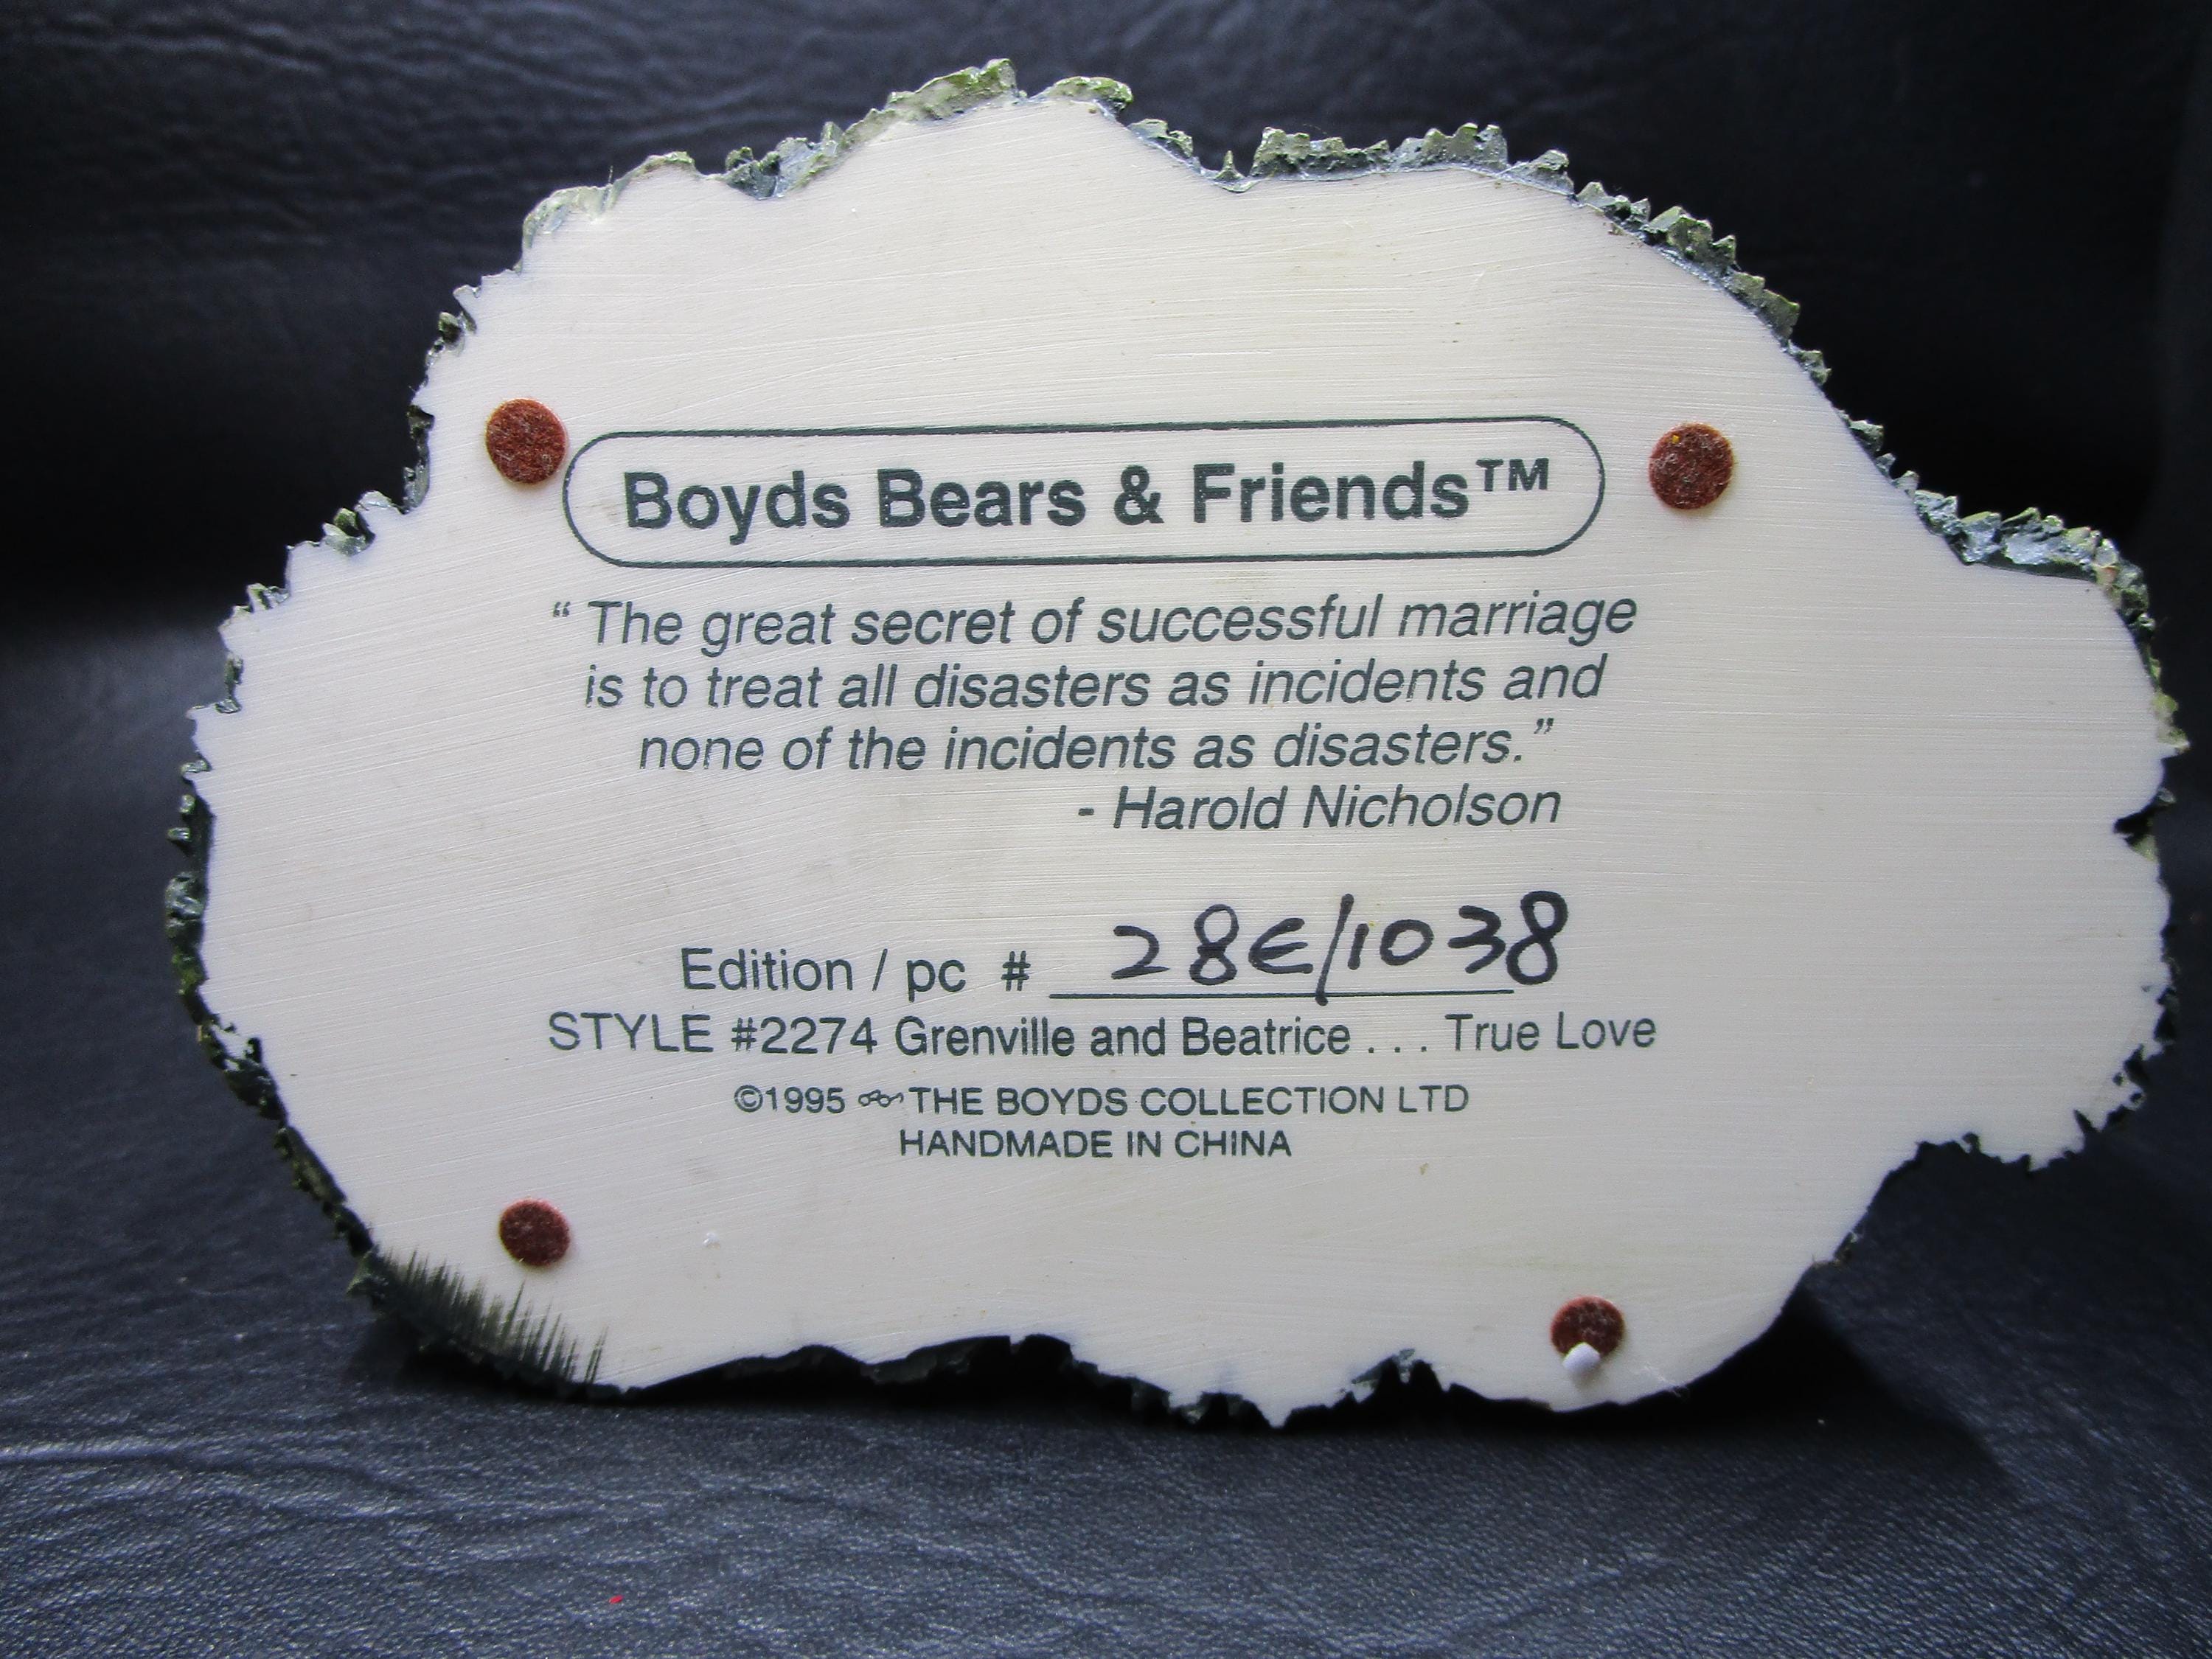 Boyds Bears & Friends™
“ The great secret of successful marriage
is to treat all disasters as incidents and
none of the incidents as disasters.”
- Harold Nicholson
Edition / pc # 28E/1038
STYLE #2274 Grenville and Beatrice . . . True Love
©1995 THE BOYDS COLLECTION LTD
HANDMADE IN CHINA